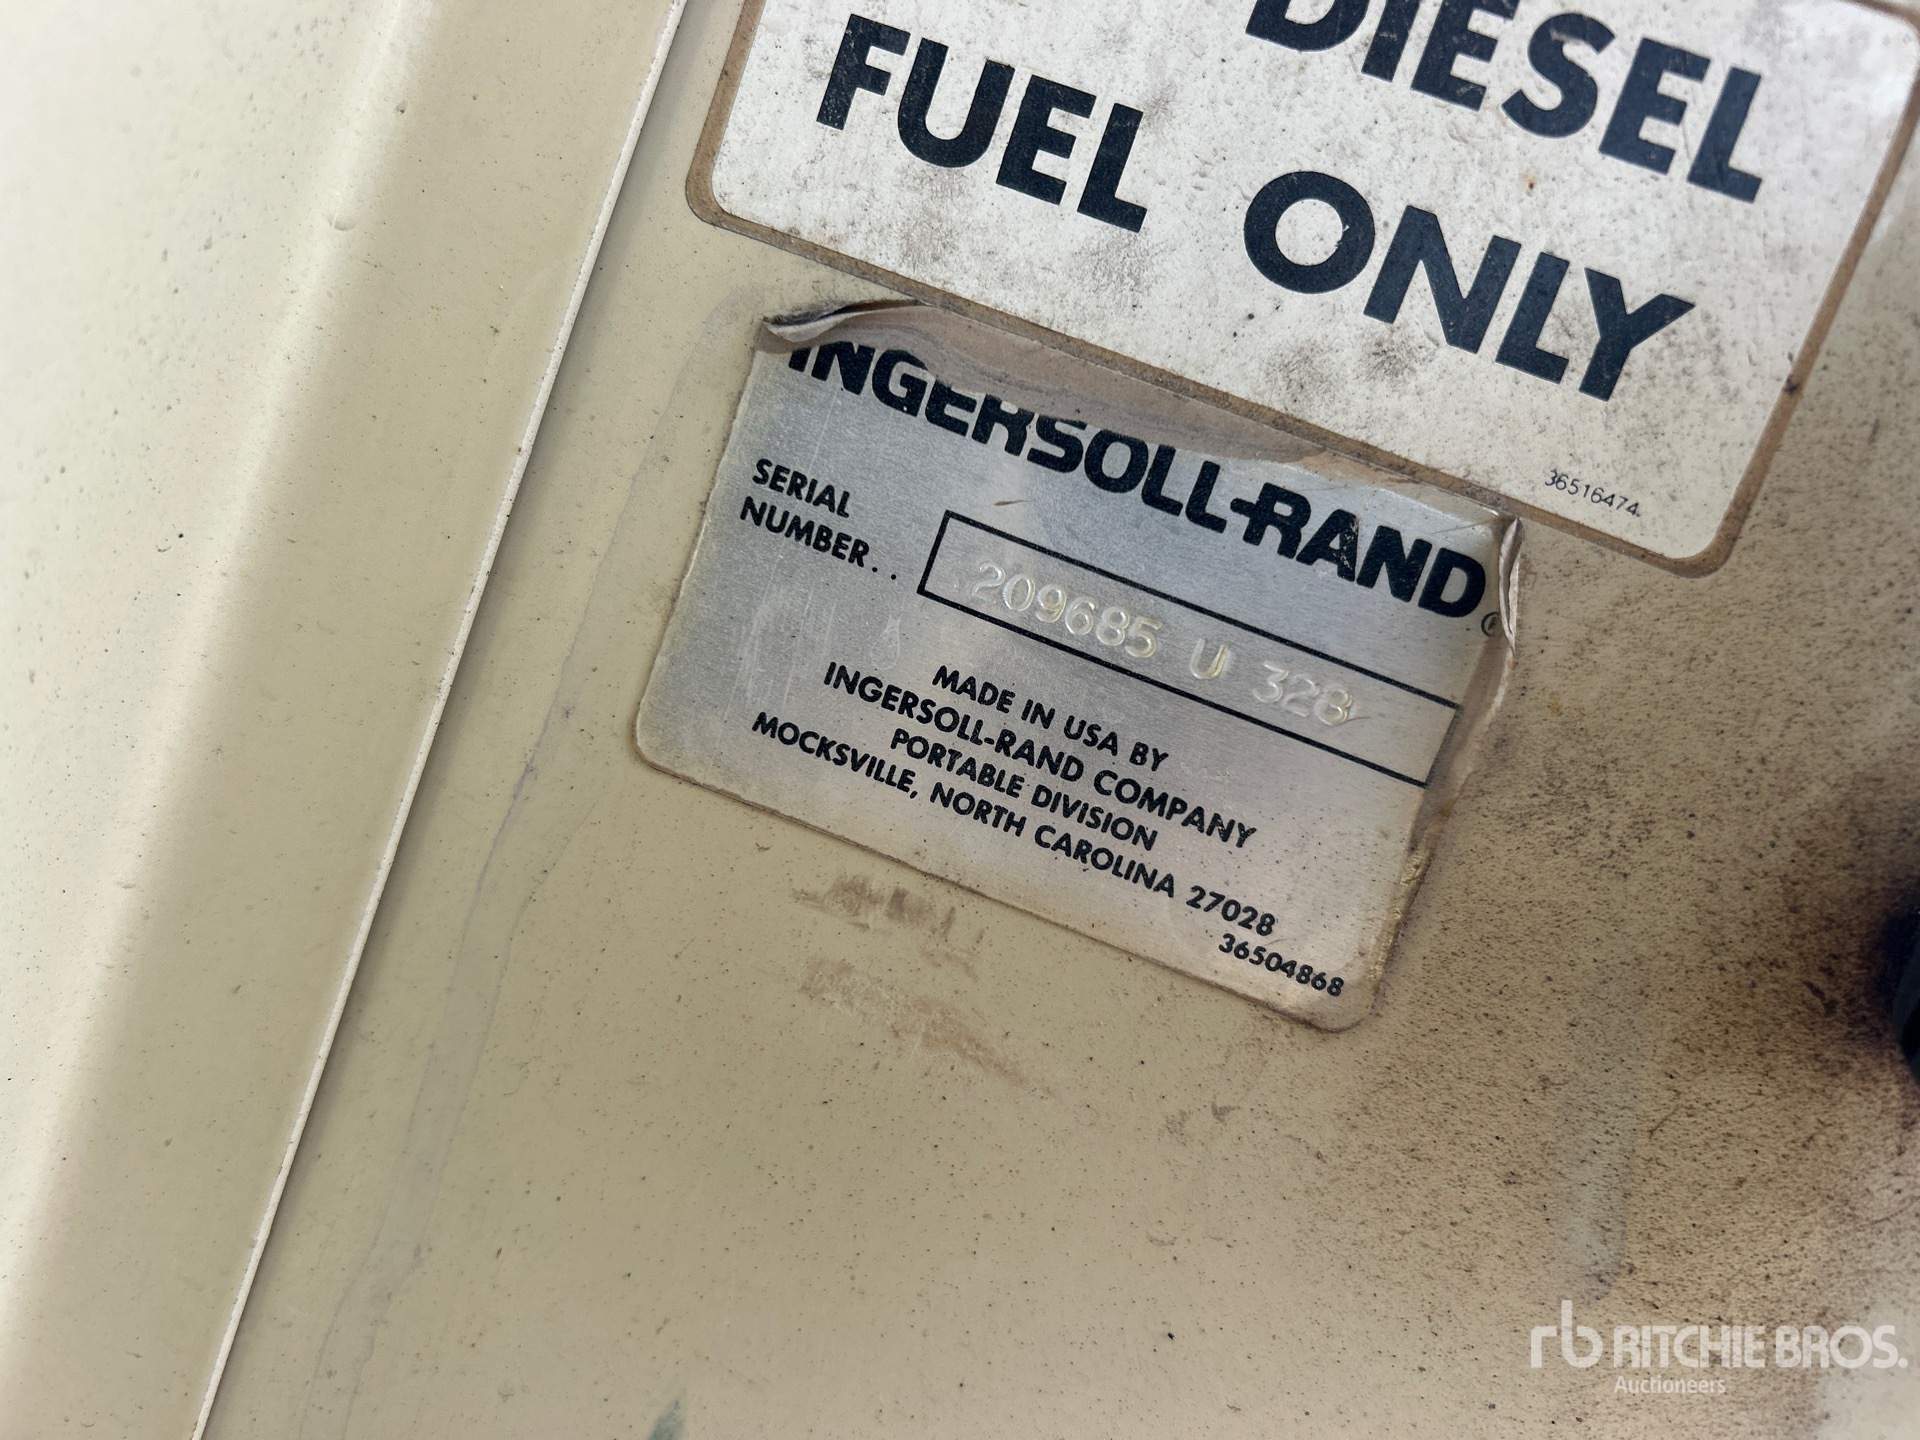 DIESEL
FUEL ONLY
36516474
INGERSOLL-RAND®
SERIAL
NUMBER..
209685 U 328
MADE IN USA BY
INGERSOLL-RAND COMPANY
PORTABLE DIVISION
MOCKSVILLE, NORTH CAROLINA 27028
36504868
rb RITCHIE BROS.
Auctioneers